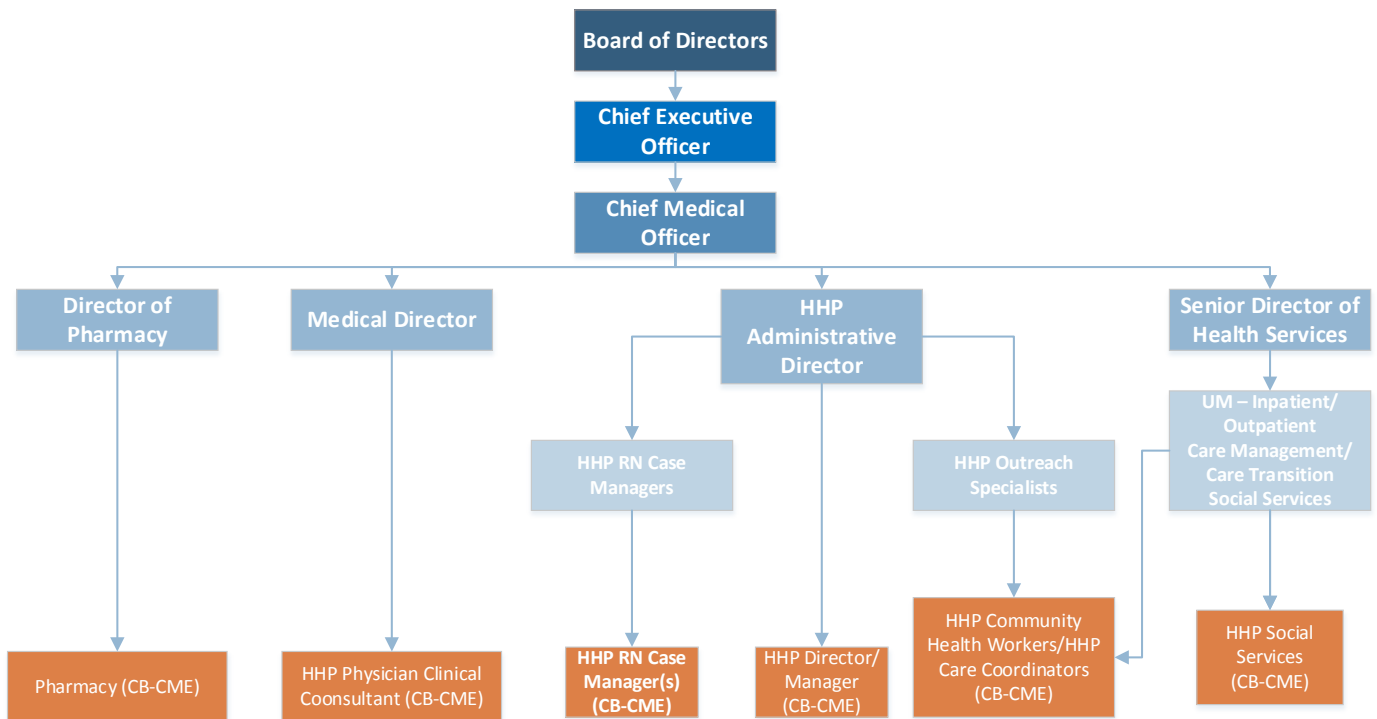 Board of Directors
Chief Executive
Officer
Chief Medical
Officer
Director of
Pharmacy
Medical Director
HHP
Administrative
Director
Senior Director of
Health Services
HHP RN Case
Managers
HHP Outreach
Specialists
UM – Inpatient/
Outpatient
Care Management/
Care Transition
Social Services
Pharmacy (CB-CME)
HHP Physician Clinical
Coonsultant (CB-CME)
HHP RN Case
Manager(s)
(CB-CME)
HHP Director/
Manager
(CB-CME)
HHP Community
Health Workers/HHP
Care Coordinators
(CB-CME)
HHP Social
Services
(CB-CME)